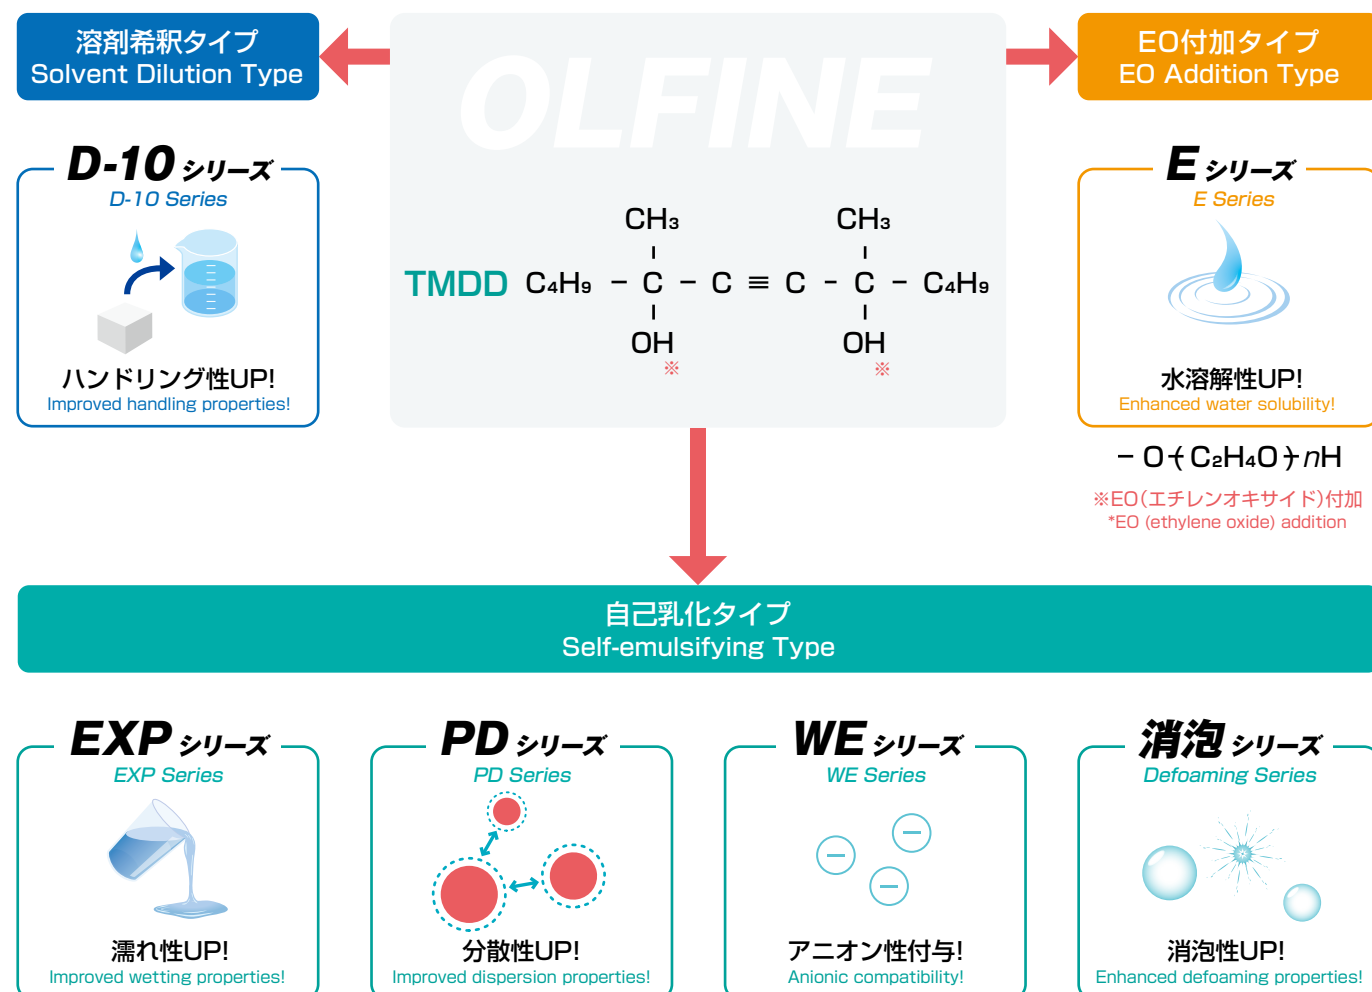 溶剤希釈タイプ
Solvent Dilution Type
OLFINE
EO付加タイプ
EO Addition Type
D-10 シリーズ
D-10 Series
ハンドリング性UP!
Improved handling properties!
CH₃ CH₃
TMDD C₄H₉ − C − C ≡ C − C − C₄H₉
OH OH
※ ※
E シリーズ
E Series
水溶解性UP!
Enhanced water solubility!
− O ( C₂H₄O ) nH
※EO(エチレンオキサイド)付加
*EO (ethylene oxide) addition
自己乳化タイプ
Self-emulsifying Type
EXP シリーズ
EXP Series
濡れ性UP!
Improved wetting properties!
PD シリーズ
PD Series
分散性UP!
Improved dispersion properties!
WE シリーズ
WE Series
アニオン性付与!
Anionic compatibility!
消泡 シリーズ
Defoaming Series
消泡性UP!
Enhanced defoaming properties!